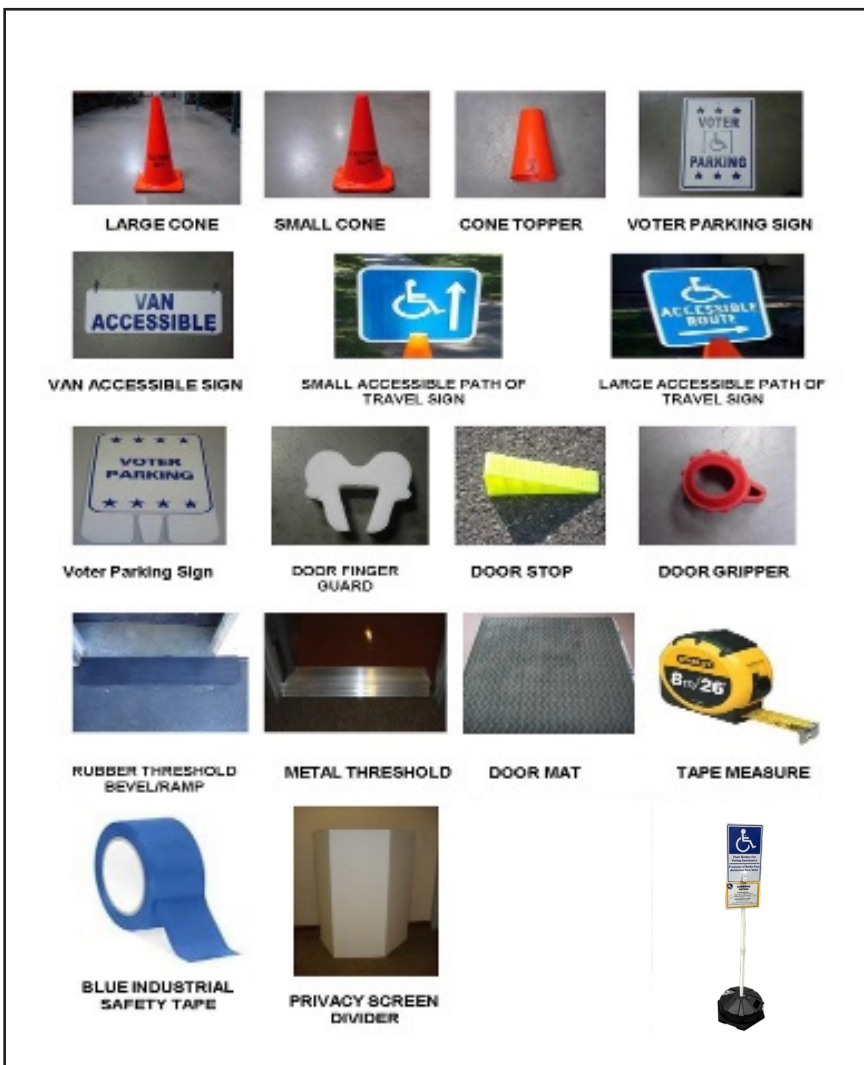 LARGE CONE
SMALL CONE
CONE TOPPER
VOTER PARKING SIGN
VOTER
PARKING
VAN
ACCESSIBLE
ACCESSIBLE
ROUTE
VAN ACCESSIBLE SIGN
SMALL ACCESSIBLE PATH OF
TRAVEL SIGN
LARGE ACCESSIBLE PATH OF
TRAVEL SIGN
VOTER
PARKING
Voter Parking Sign
DOOR FINGER
GUARD
DOOR STOP
DOOR GRIPPER
8m/26'
RUBBER THRESHOLD
BEVEL/RAMP
METAL THRESHOLD
DOOR MAT
TAPE MEASURE
BLUE INDUSTRIAL
SAFETY TAPE
PRIVACY SCREEN
DIVIDER